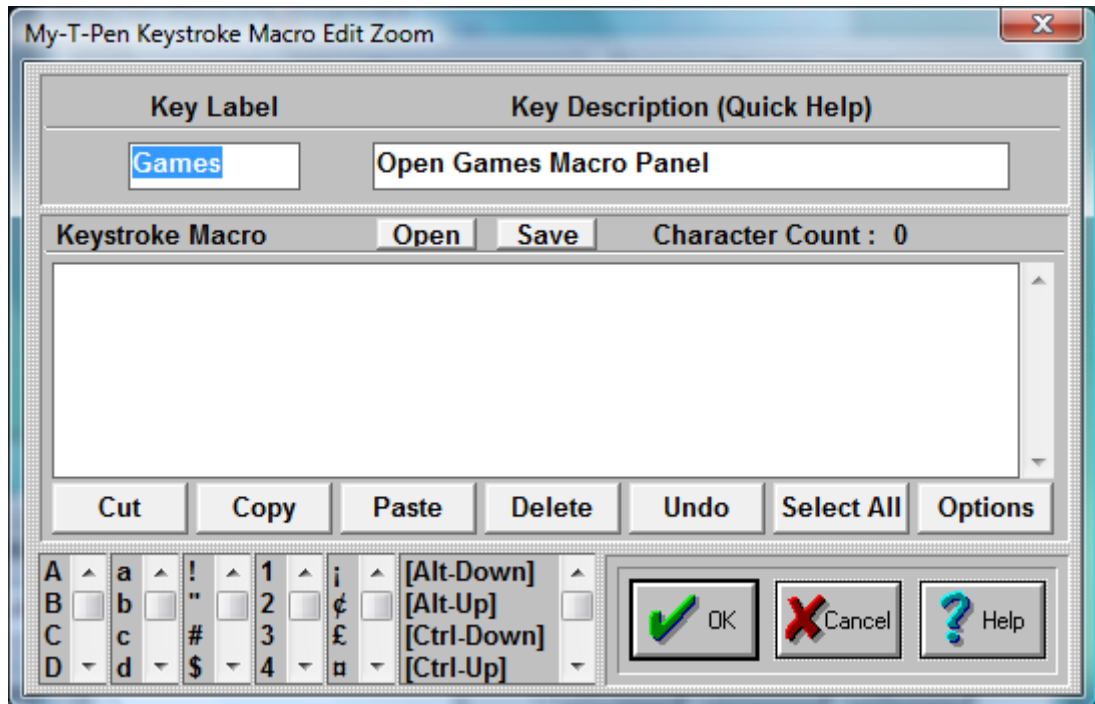 My-T-Pen Keystroke Macro Edit Zoom
Key Label Key Description (Quick Help)
Games Open Games Macro Panel
Keystroke Macro Open Save Character Count : 0
Cut Copy Paste Delete Undo Select All Options
A a ! 1 ¡ [Alt-Down]
B b " 2 ¢ [Alt-Up]
C c # 3 £ [Ctrl-Down]
D d $ 4 ¤ [Ctrl-Up]
OK Cancel ? Help